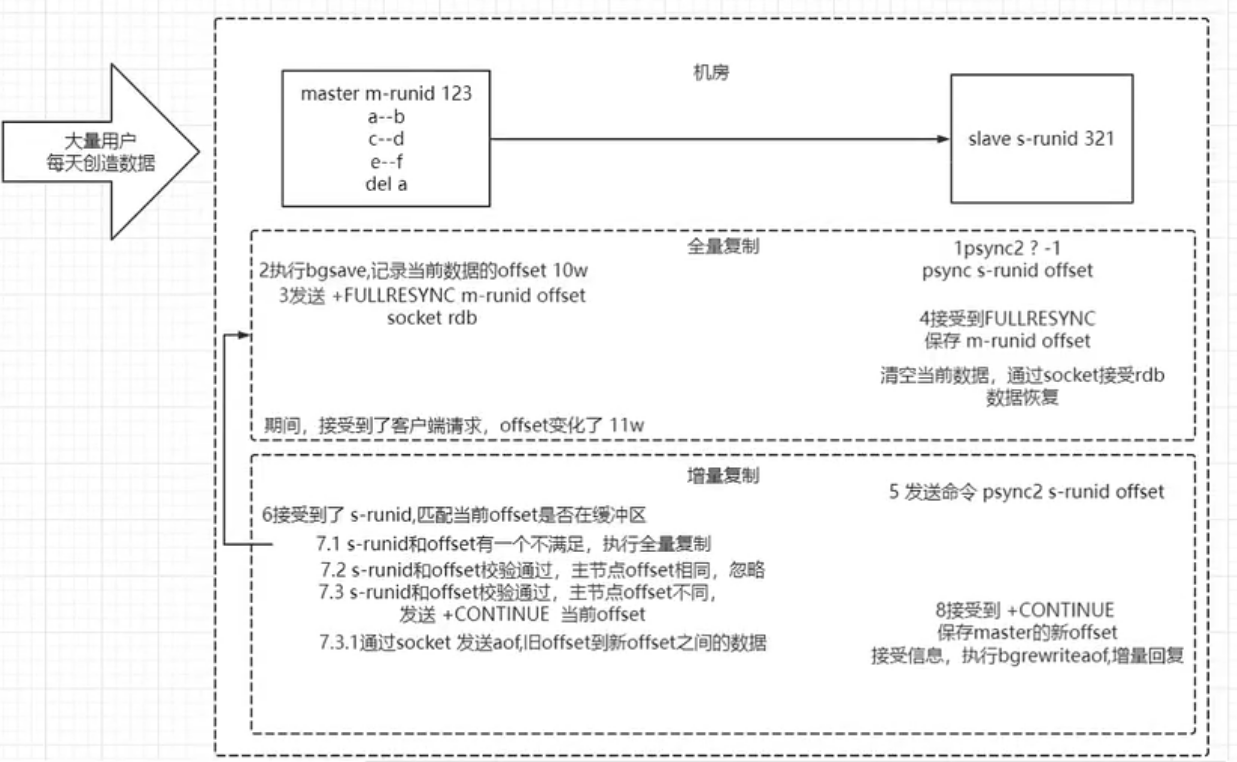 大量用户
每天创造数据
机房
master m-runid 123
a--b
c--d
e--f
del a
slave s-runid 321
全量复制
1psync2 ? -1
psync s-runid offset
2执行bgsave,记录当前数据的offset 10w
3发送 +FULLRESYNC m-runid offset
socket rdb
4接受到FULLRESYNC
保存 m-runid offset
清空当前数据，通过socket接受rdb
数据恢复
期间，接受到了客户端请求，offset变化了 11w
增量复制
5 发送命令 psync2 s-runid offset
6接受到了 s-runid,匹配当前offset是否在缓冲区
7.1 s-runid和offset有一个不满足，执行全量复制
7.2 s-runid和offset校验通过，主节点offset相同，忽略
7.3 s-runid和offset校验通过，主节点offset不同，
发送 +CONTINUE 当前offset
7.3.1通过socket 发送aof,旧offset到新offset之间的数据
8接受到 +CONTINUE
保存master的新offset
接受信息，执行bgrewriteaof,增量回复